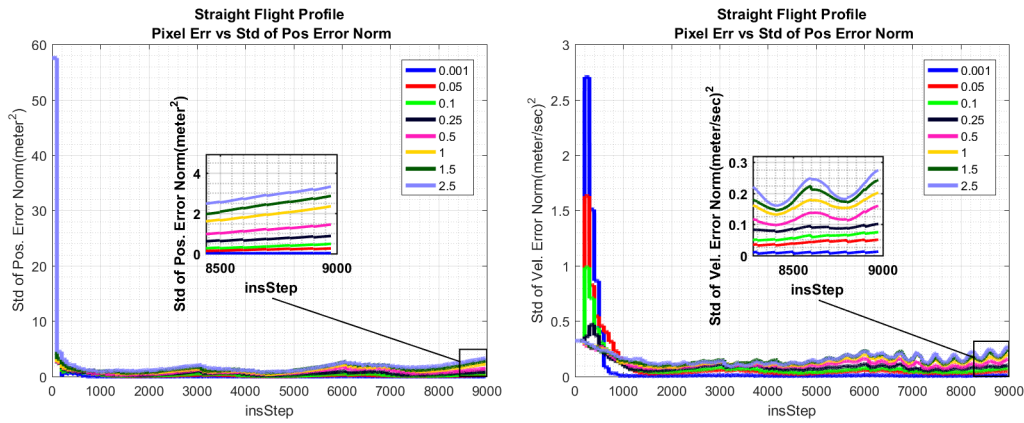 Straight Flight Profile
Pixel Err vs Std of Pos Error Norm
Std of Pos. Error Norm(meter2)
60
50
40
30
20
10
0
0 1000 2000 3000 4000 5000 6000 7000 8000 9000
insStep
0.001
0.05
0.1
0.25
0.5
1
1.5
2.5
Std of Pos. Error Norm(meter2)
4
2
0
8500 9000
insStep
Straight Flight Profile
Pixel Err vs Std of Pos Error Norm
Std of Vel. Error Norm(meter/sec)2
3
2.5
2
1.5
1
0.5
0
0 1000 2000 3000 4000 5000 6000 7000 8000 9000
insStep
0.001
0.05
0.1
0.25
0.5
1
1.5
2.5
Std of Vel. Error Norm(meter/sec)2
0.3
0.2
0.1
0
8500 9000
insStep